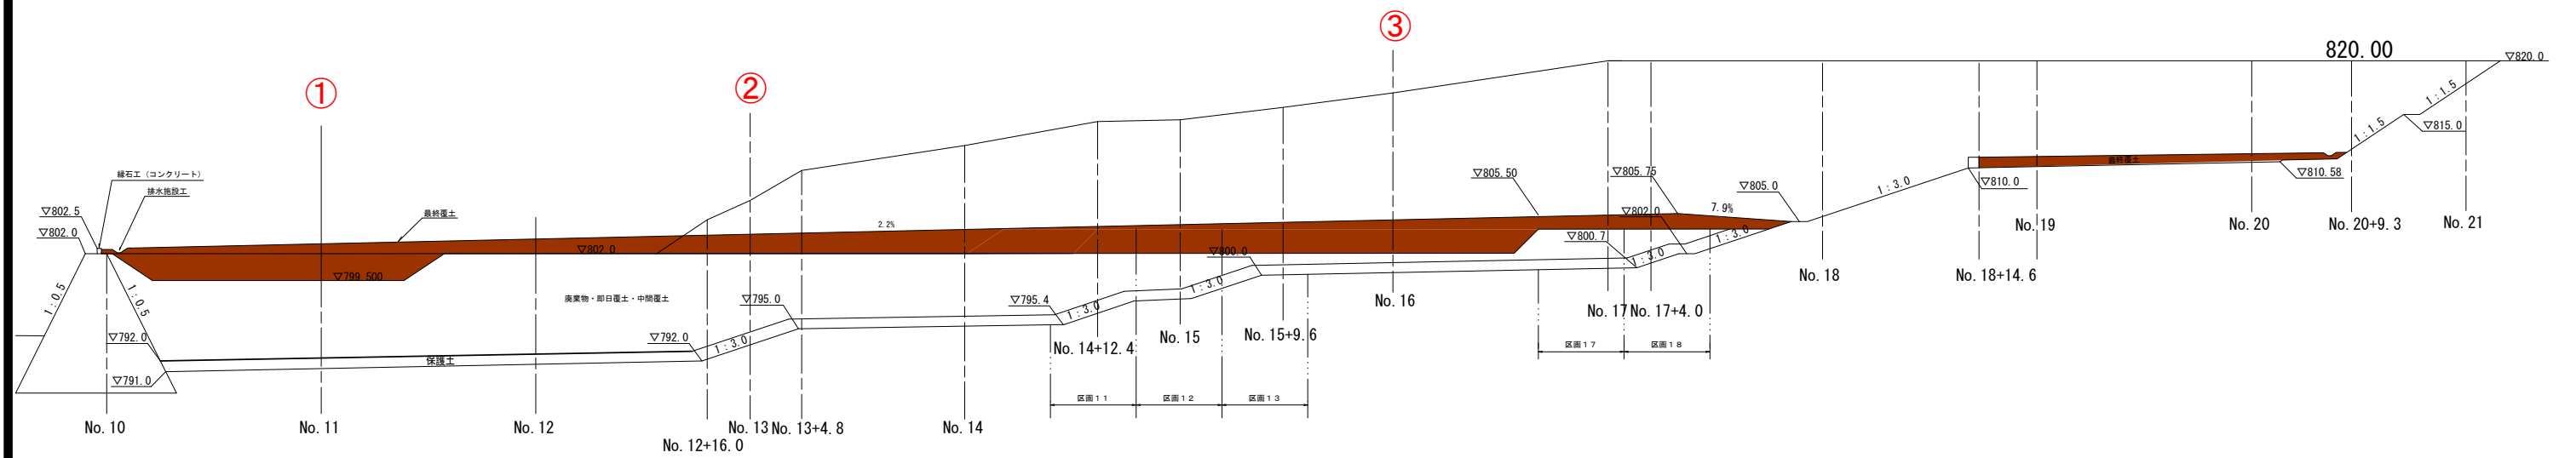 ③
820.00
▽820.0
①
②
1:1.5
▽815.0
1:1.5
縁石工（コンクリート）
排水施設工
▽805.50
▽805.75
▽805.0
1:3.0
▽810.0
最終覆土
▽810.58
▽802.5
最終覆土
2.2%
▽802.0
7.9%
No.19
No.20
No.20+9.3
No.21
▽802.0
▽802.0
▽800.0
▽800.7
1:3.0
1:3.0
No.18
No.18+14.6
▽799.500
1:0.5
1:0.5
廃棄物・即日覆土・中間覆土
▽795.0
▽795.4
1:3.0
1:3.0
No.16
No.17
No.17+4.0
▽792.0
▽792.0
1:3.0
No.14+12.4
No.15
No.15+9.6
区画１７
区画１８
保護土
▽791.0
区画１１
区画１２
区画１３
No.10
No.11
No.12
No.12+16.0
No.13
No.13+4.8
No.14